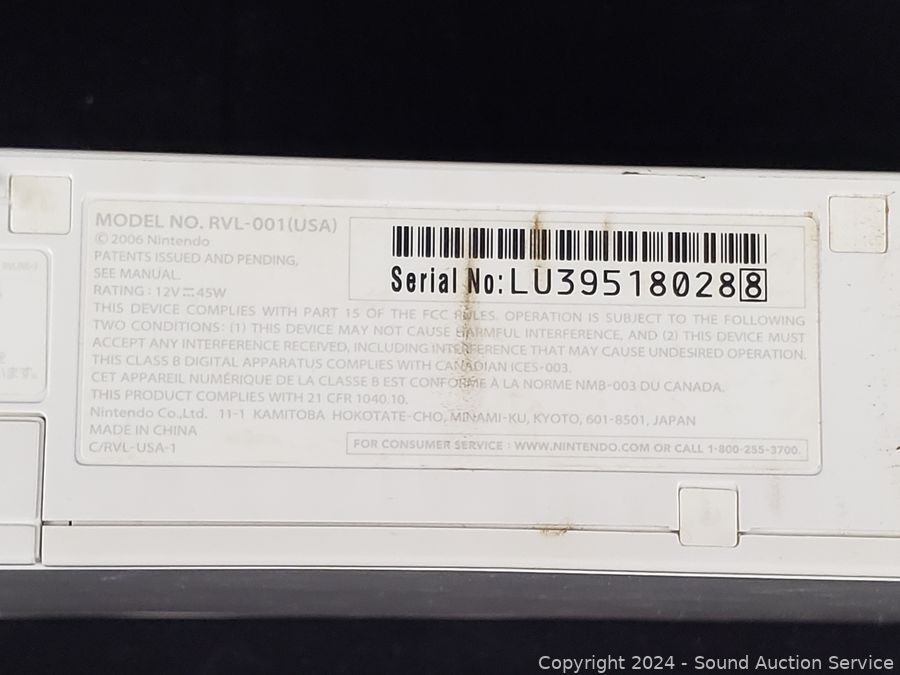 MODEL NO. RVL-001(USA)
© 2006 Nintendo
PATENTS ISSUED AND PENDING,
SEE MANUAL.
RATING : 12V⎓45W
Serial No:LU395180288
THIS DEVICE COMPLIES WITH PART 15 OF THE FCC RULES. OPERATION IS SUBJECT TO THE FOLLOWING
TWO CONDITIONS: (1) THIS DEVICE MAY NOT CAUSE HARMFUL INTERFERENCE, AND (2) THIS DEVICE MUST
ACCEPT ANY INTERFERENCE RECEIVED, INCLUDING INTERFERENCE THAT MAY CAUSE UNDESIRED OPERATION.
THIS CLASS B DIGITAL APPARATUS COMPLIES WITH CANADIAN ICES-003.
CET APPAREIL NUMÉRIQUE DE LA CLASSE B EST CONFORME À LA NORME NMB-003 DU CANADA.
THIS PRODUCT COMPLIES WITH 21 CFR 1040.10.
Nintendo Co.,Ltd. 11-1 KAMITOBA HOKOTATE-CHO, MINAMI-KU, KYOTO, 601-8501, JAPAN
MADE IN CHINA
C/RVL-USA-1
FOR CONSUMER SERVICE : WWW.NINTENDO.COM OR CALL 1-800-255-3700.
Copyright 2024 - Sound Auction Service